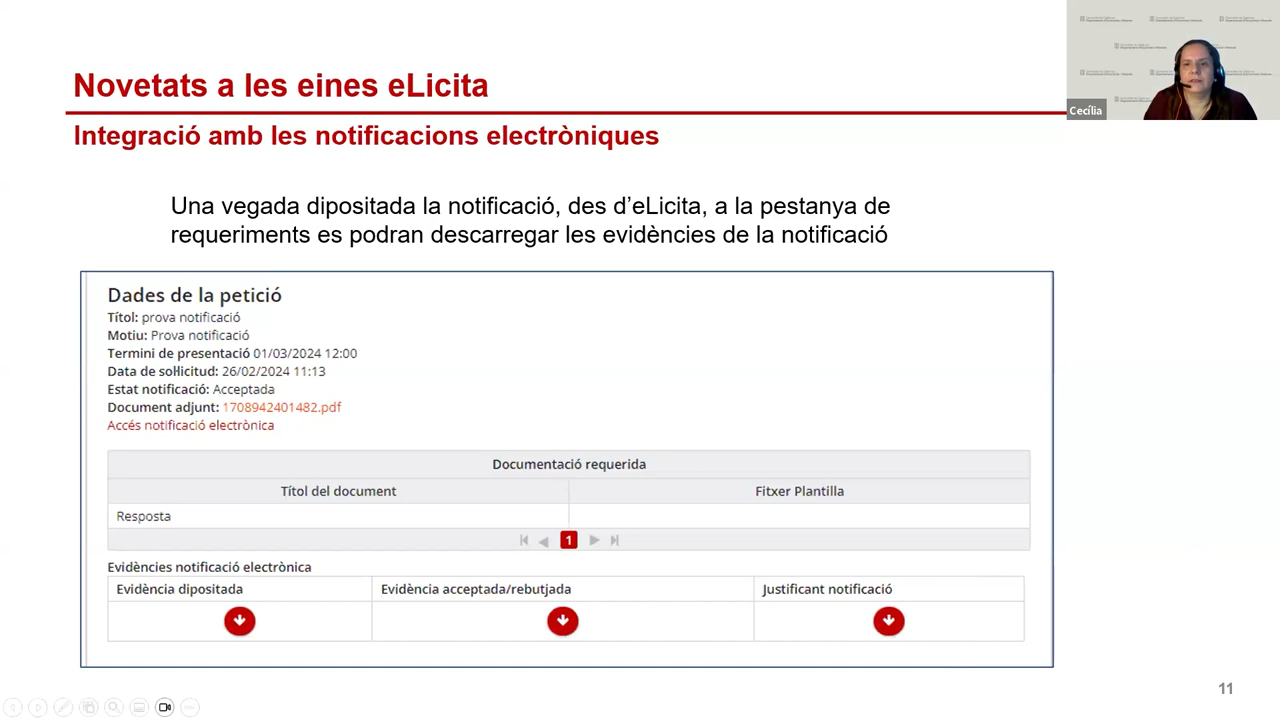 Novetats a les eines eLicita
Integració amb les notificacions electròniques
Cecília
Una vegada dipositada la notificació, des d’eLicita, a la pestanya de
requeriments es podran descarregar les evidències de la notificació
Dades de la petició
Títol: prova notificació
Motiu: Prova notificació
Termini de presentació 01/03/2024 12:00
Data de sol·licitud: 26/02/2024 11:13
Estat notificació: Acceptada
Document adjunt: 1708942401482.pdf
Accés notificació electrònica
Documentació requerida
Títol del document Fitxer Plantilla
Resposta
1
Evidències notificació electrònica
Evidència dipositada Evidència acceptada/rebutjada Justificant notificació
11